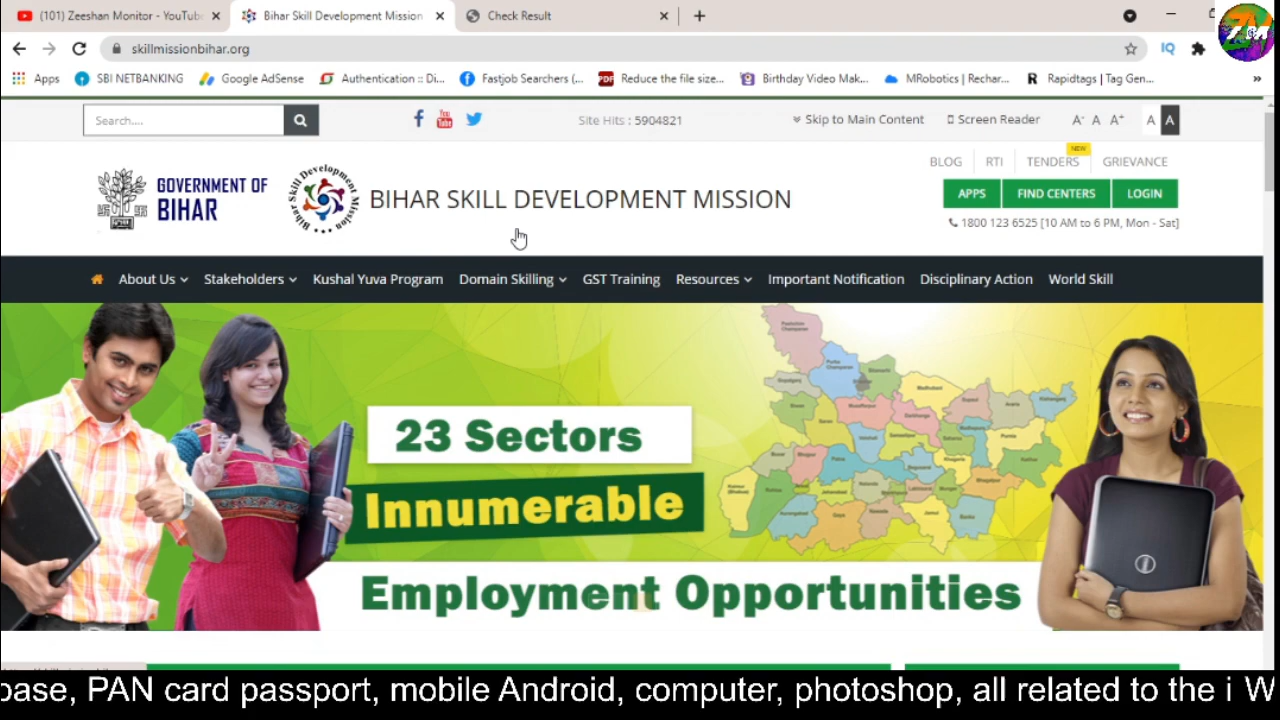 (101) Zeeshan Monitor - YouTube
Bihar Skill Development Mission
Check Result
skillmissionbihar.org
IQ
Apps
SBI NETBANKING
Google AdSense
Authentication :: Di...
Fastjob Searchers (...
PDF
Reduce the file size...
Birthday Video Mak...
MRobotics | Rechar...
R
Rapidtags | Tag Gen...
»
Search....
You Tube
Site Hits : 5904821
Skip to Main Content
Screen Reader
A- A A+
A A
GOVERNMENT OF
BIHAR
Bihar Skill Development Mission
BIHAR SKILL DEVELOPMENT MISSION
NEW
BLOG RTI TENDERS GRIEVANCE
APPS FIND CENTERS LOGIN
1800 123 6525 [10 AM to 6 PM, Mon - Sat]
About Us Stakeholders Kushal Yuva Program Domain Skilling GST Training Resources Important Notification Disciplinary Action World Skill
23 Sectors
Innumerable
Employment Opportunities
base, PAN card passport, mobile Android, computer, photoshop, all related to the i W